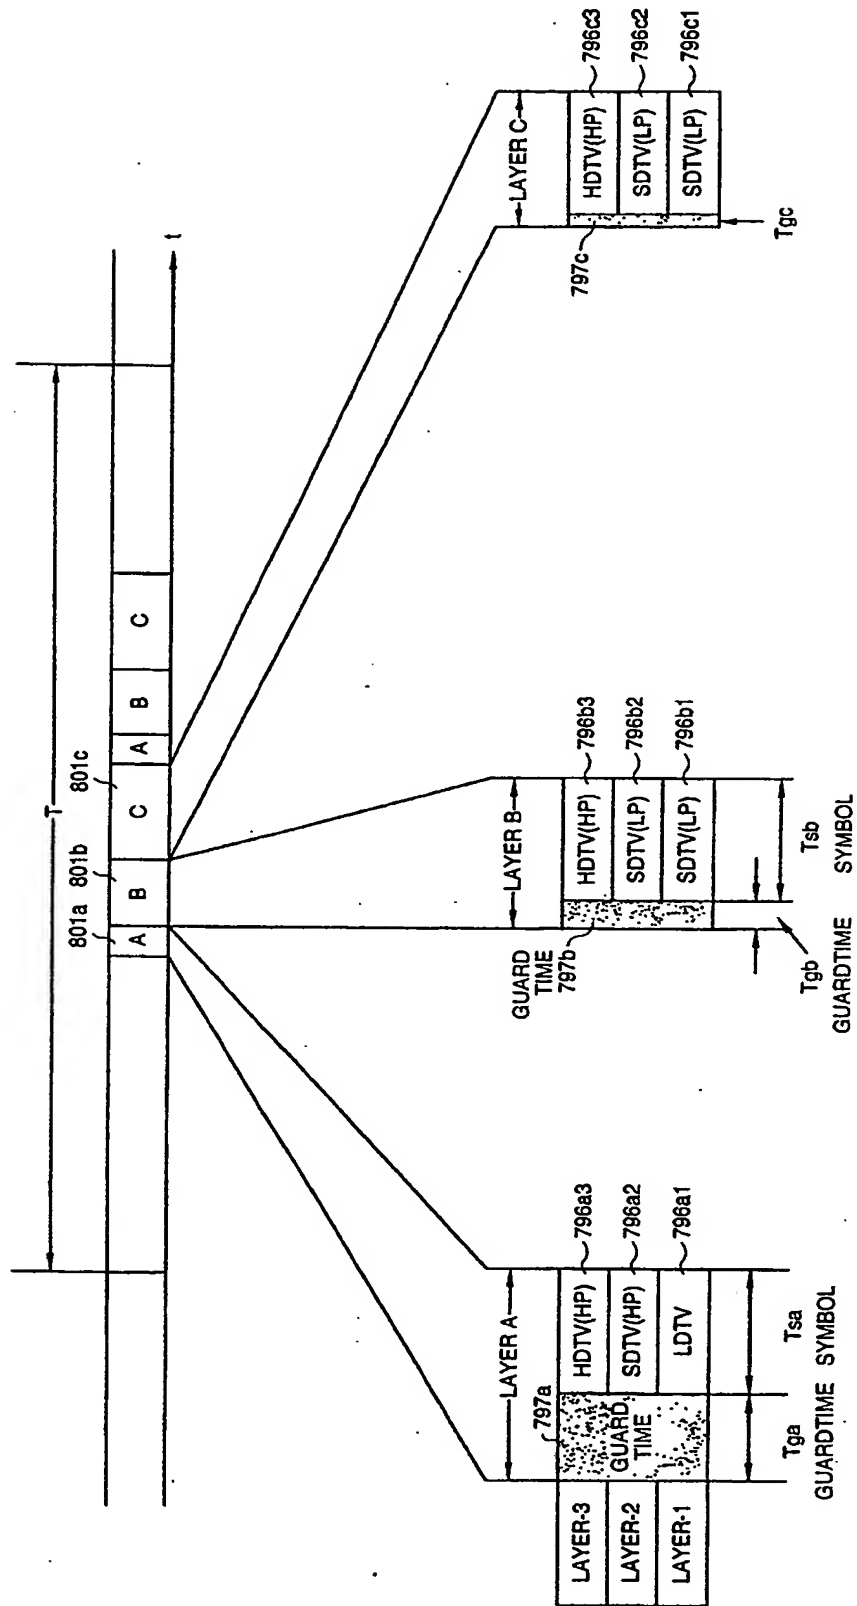 T
801a
801b
801c
A
B
C
A
B
C
t
LAYER A
797a
HDTV(HP)
796a3
GUARD
TIME
SDTV(HP)
796a2
LDTV
796a1
LAYER-3
LAYER-2
LAYER-1
Tga
GUARDTIME
Tsa
SYMBOL
LAYER B
GUARD
TIME
797b
HDTV(HP)
796b3
SDTV(LP)
796b2
SDTV(LP)
796b1
Tgb
GUARDTIME
Tsb
SYMBOL
LAYER C
797c
HDTV(HP)
796c3
SDTV(LP)
796c2
SDTV(LP)
796c1
Tgc